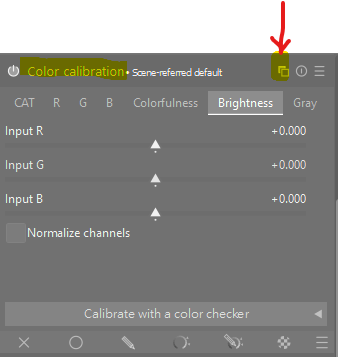 Color calibration • Scene-referred default
CAT R G B Colorfulness Brightness Gray
Input R +0.000
Input G +0.000
Input B +0.000
Normalize channels
Calibrate with a color checker